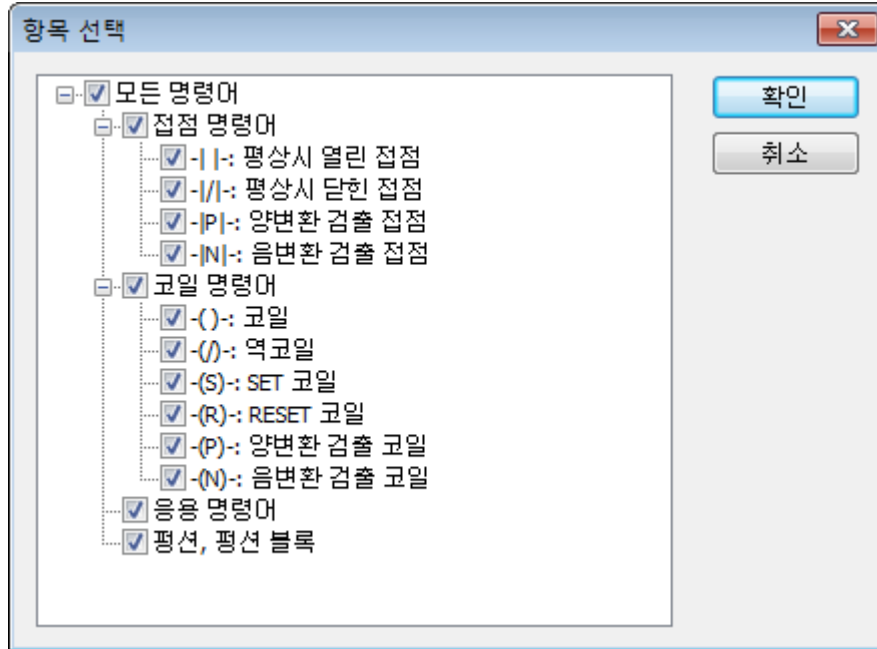 항목 선택
모든 명령어
접점 명령어
-| |-: 평상시 열린 접점
-|/|-: 평상시 닫힌 접점
-|P|-: 양변환 검출 접점
-|N|-: 음변환 검출 접점
코일 명령어
-( )-: 코일
-(/)-: 역코일
-(S)-: SET 코일
-(R)-: RESET 코일
-(P)-: 양변환 검출 코일
-(N)-: 음변환 검출 코일
응용 명령어
펑션, 펑션 블록
확인
취소